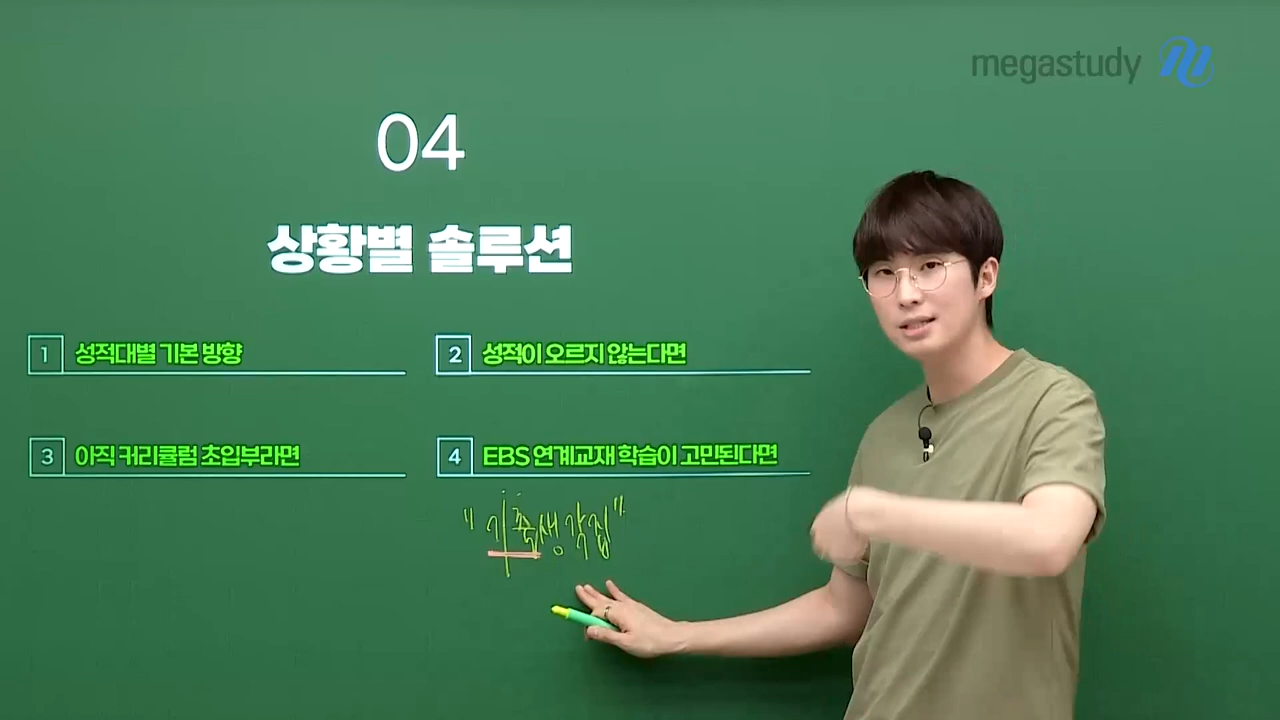 megastudy
04
상황별 솔루션
1 성적대별 기본 방향
2 성적이 오르지 않는다면
3 아직 커리큘럼 초입부라면
4 EBS 연계교재 학습이 고민된다면
"기출생각집"